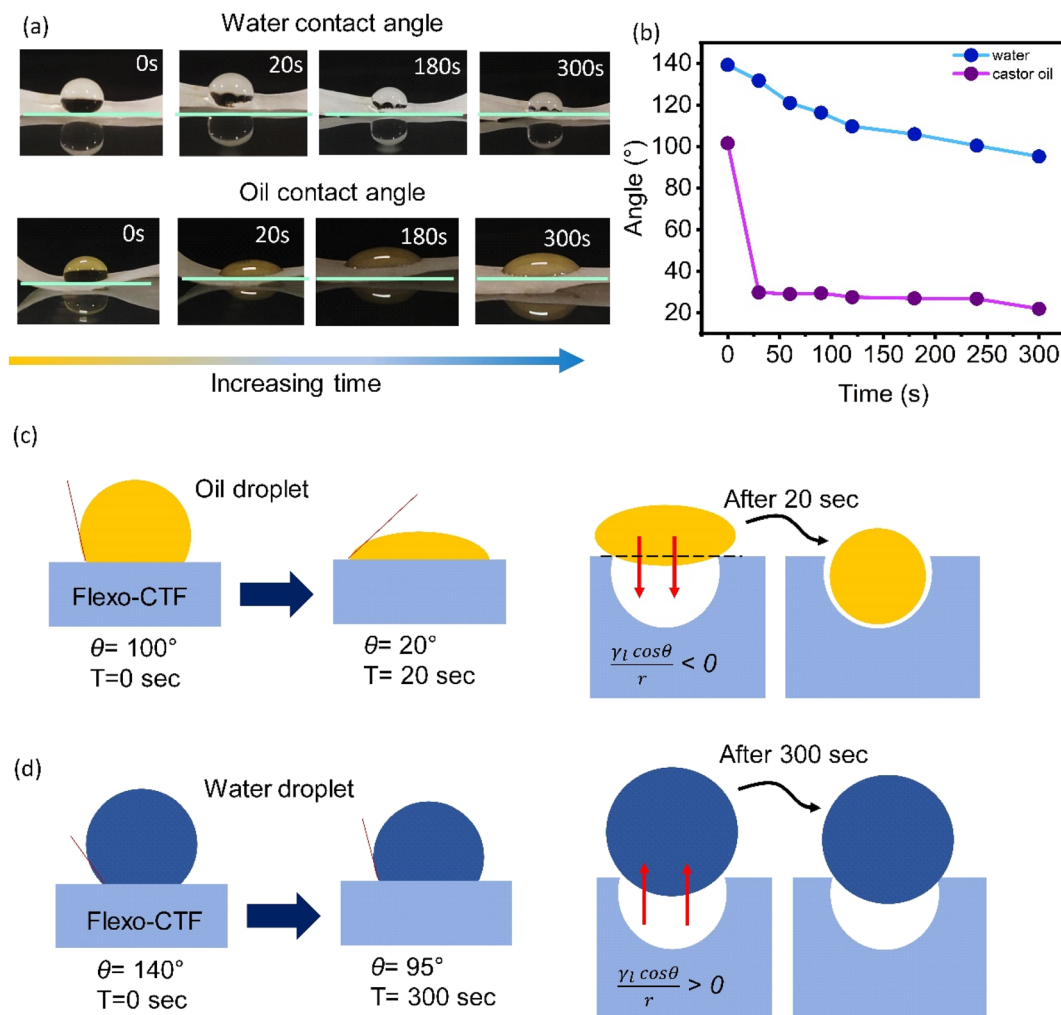 (a)
Water contact angle
0s
20s
180s
300s
Oil contact angle
0s
20s
180s
300s
Increasing time
(b)
water
castor oil
140
120
100
80
60
40
20
Angle (°)
0
50
100
150
200
250
300
Time (s)
(c)
Oil droplet
Flexo-CTF
θ= 100°
T=0 sec
θ= 20°
T= 20 sec
After 20 sec
γₗ cosθ
r
< 0
(d)
Water droplet
Flexo-CTF
θ= 140°
T=0 sec
θ= 95°
T= 300 sec
After 300 sec
γₗ cosθ
r
> 0